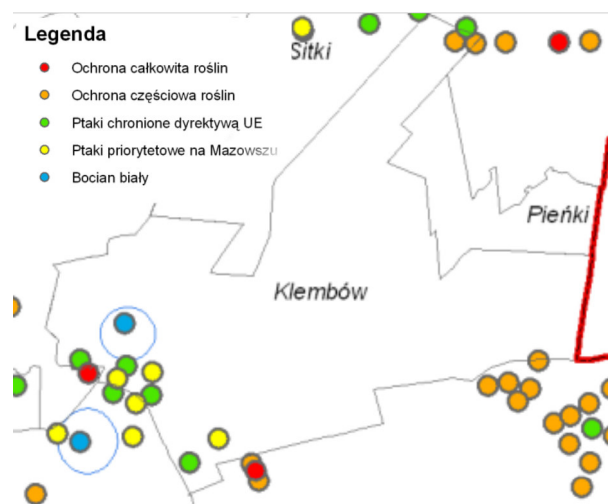 Legenda
Ochrona całkowita roślin
Ochrona częściowa roślin
Ptaki chronione dyrektywą UE
Ptaki priorytetowe na Mazowszu
Bocian biały
Sitki
Pieńki
Klembów